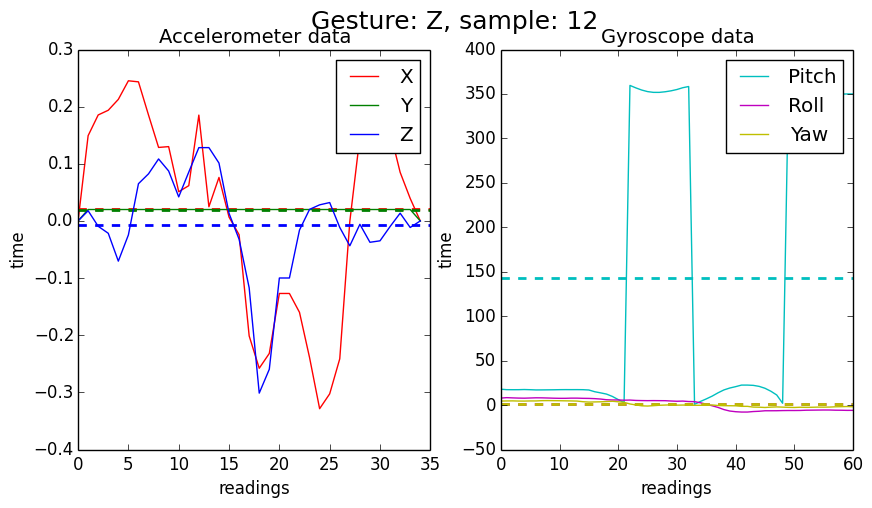 Gesture: Z, sample: 12
Accelerometer data
0.3
0.2
0.1
0.0
−0.1
−0.2
−0.3
−0.4
time
0
5
10
15
20
25
30
35
readings
X
Y
Z
Gyroscope data
400
350
300
250
200
150
100
50
0
−50
time
0
10
20
30
40
50
60
readings
Pitch
Roll
Yaw